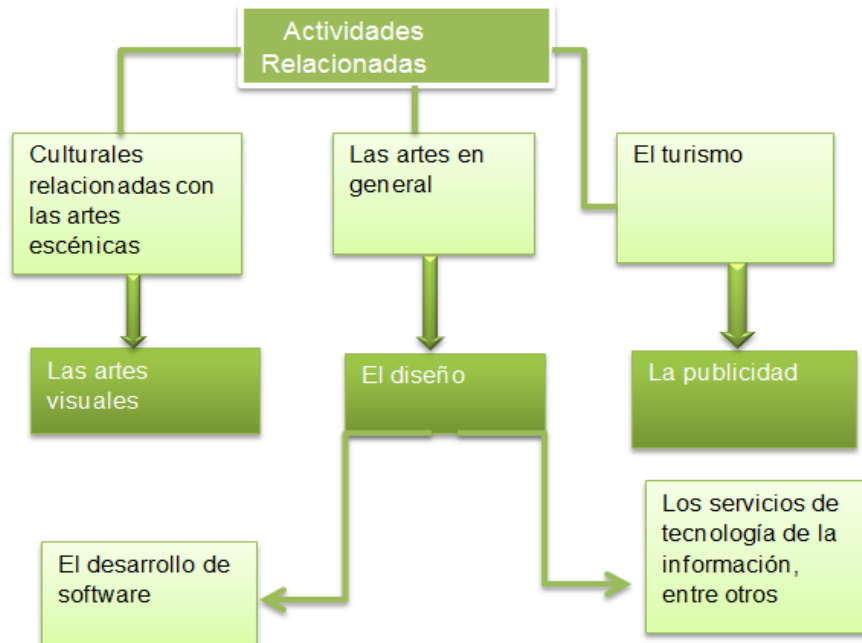 Actividades
Relacionadas
Culturales
relacionadas con
las artes
escénicas
Las artes en
general
El turismo
Las artes
visuales
El diseño
La publicidad
El desarrollo de
software
Los servicios de
tecnología de la
información,
entre otros